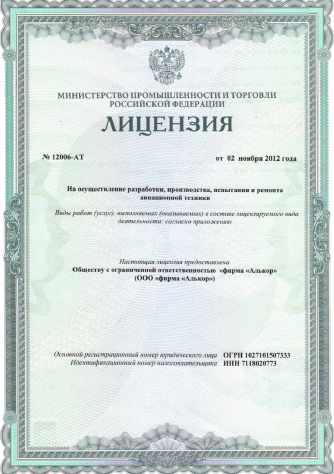 МИНИСТЕРСТВО ПРОМЫШЛЕННОСТИ И ТОРГОВЛИ
РОССИЙСКОЙ ФЕДЕРАЦИИ
ЛИЦЕНЗИЯ
№ 12006-АТ от 02 ноября 2012 года
На осуществление разработки, производства, испытания и ремонта
авиационной техники
Виды работ (услуг), выполняемых (оказываемых) в составе лицензируемого вида
деятельности: согласно приложению
Настоящая лицензия предоставлена
Обществу с ограниченной ответственностью «фирма «Алькор»
(ООО «фирма «Алькор»)
Основной регистрационный номер юридического лица ОГРН 1027101507333
Идентификационный номер налогоплательщика ИНН 7118020773